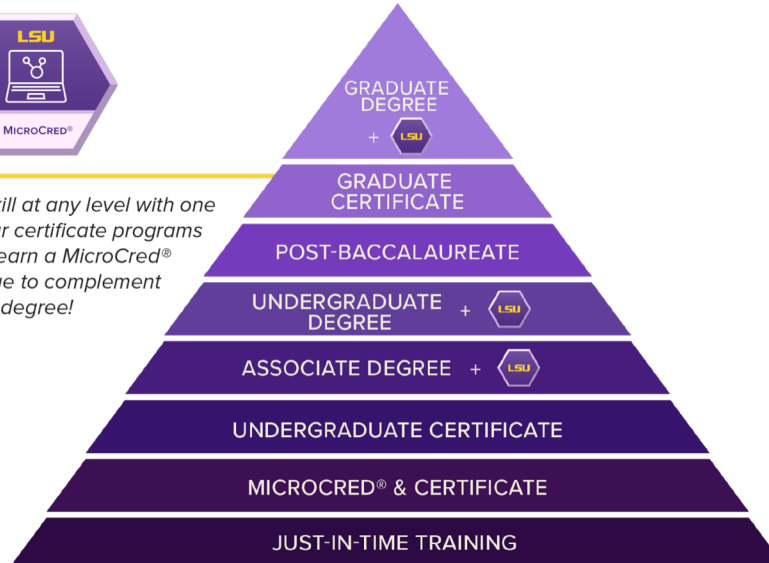 LSU
MICROCRED®
ill at any level with one
r certificate programs
earn a MicroCred®
e to complement
degree!
GRADUATE
DEGREE
+ LSU
GRADUATE
CERTIFICATE
POST-BACCALAUREATE
UNDERGRADUATE
DEGREE + LSU
ASSOCIATE DEGREE + LSU
UNDERGRADUATE CERTIFICATE
MICROCRED® & CERTIFICATE
JUST-IN-TIME TRAINING